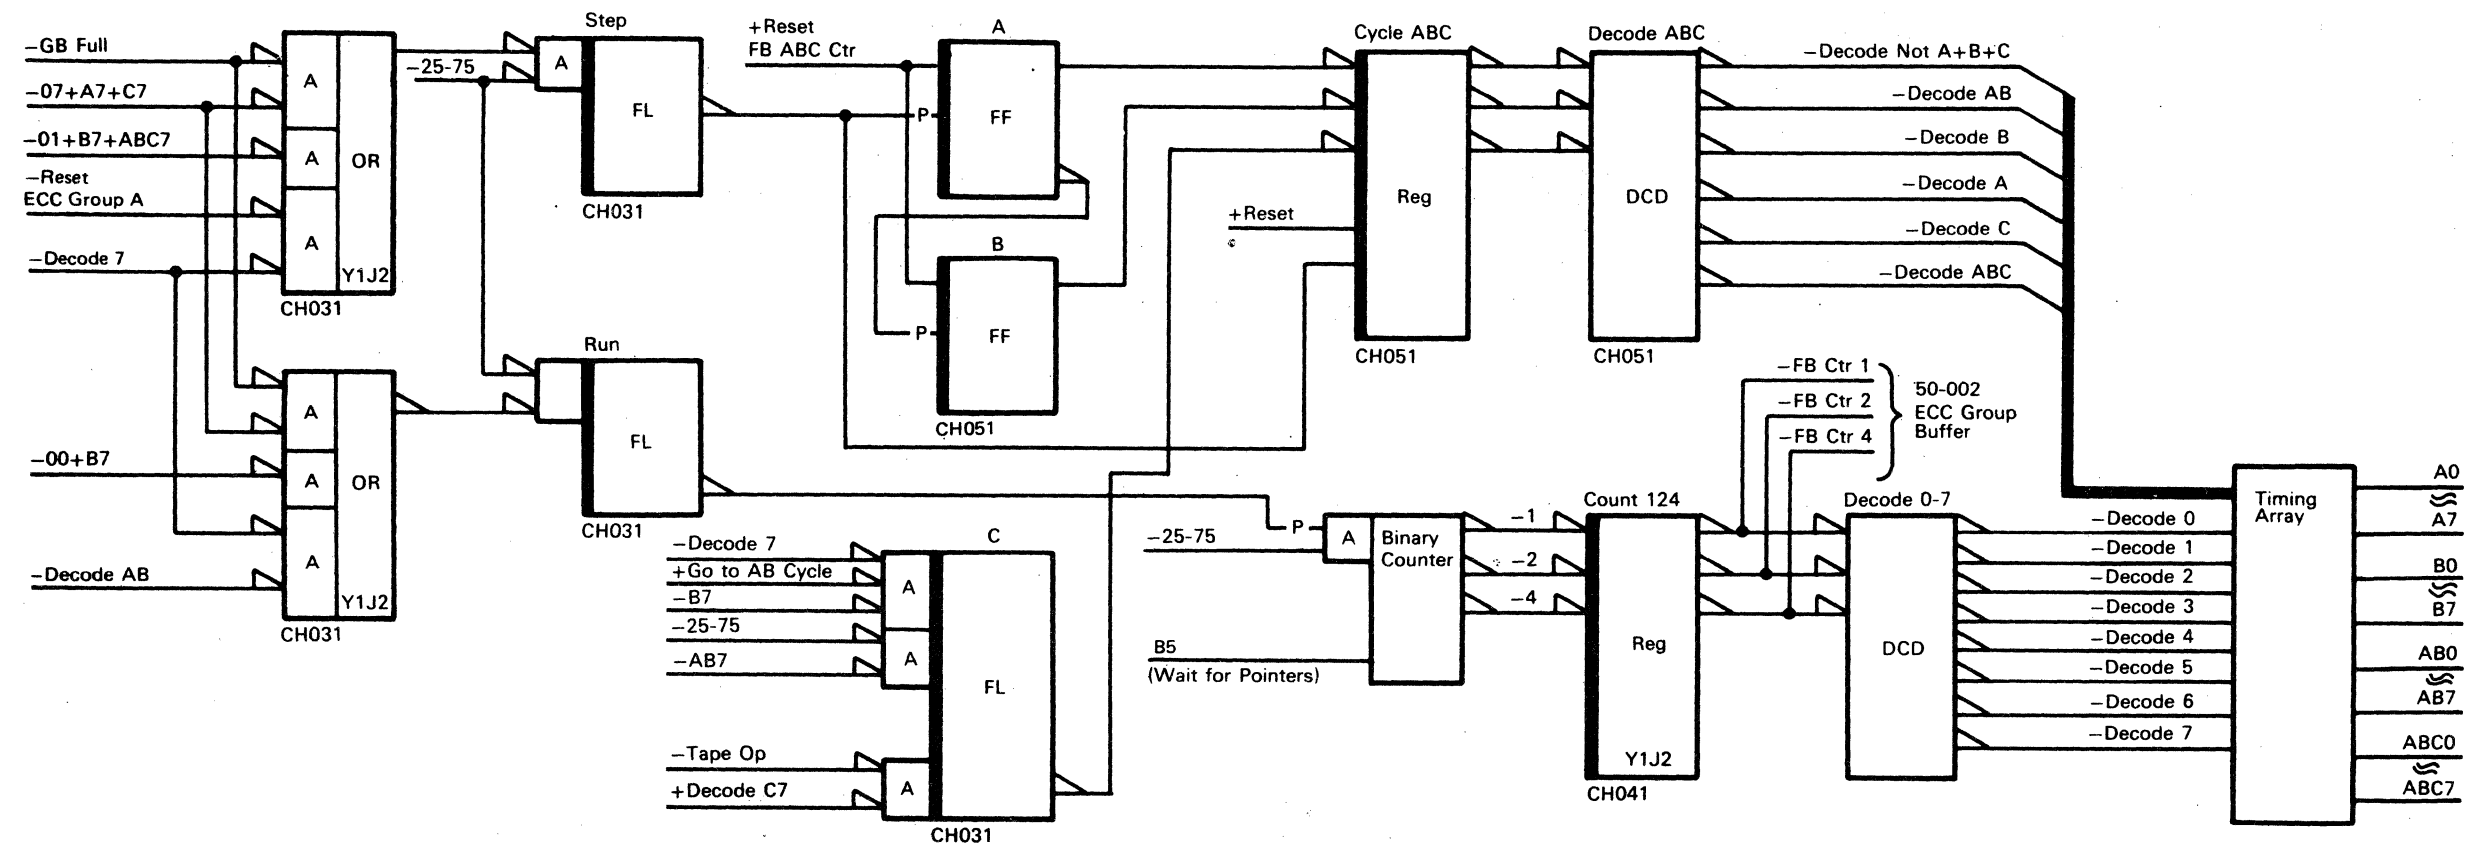 −GB Full
−07+A7+C7
−01+B7+ABC7
−Reset
ECC Group A
−Decode 7
A
A
A
OR
Y1J2
CH031
Step
−25-75
A
FL
CH031
+Reset
FB ABC Ctr
A
P
FF
B
P
FF
CH051
Cycle ABC
+Reset
Reg
CH051
Decode ABC
DCD
CH051
−Decode Not A+B+C
−Decode AB
−Decode B
−Decode A
−Decode C
−Decode ABC
−00+B7
−Decode AB
A
A
A
OR
Y1J2
CH031
Run
FL
CH031
−Decode 7
+Go to AB Cycle
−B7
−25-75
−AB7
−Tape Op
+Decode C7
A
A
A
C
FL
CH031
−25-75
B5
(Wait for Pointers)
P
A
Binary
Counter
−1
−2
−4
Count 124
Reg
Y1J2
CH041
−FB Ctr 1
−FB Ctr 2
−FB Ctr 4
50-002
ECC Group
Buffer
Decode 0-7
DCD
−Decode 0
−Decode 1
−Decode 2
−Decode 3
−Decode 4
−Decode 5
−Decode 6
−Decode 7
Timing
Array
A0
A7
B0
B7
AB0
AB7
ABC0
ABC7